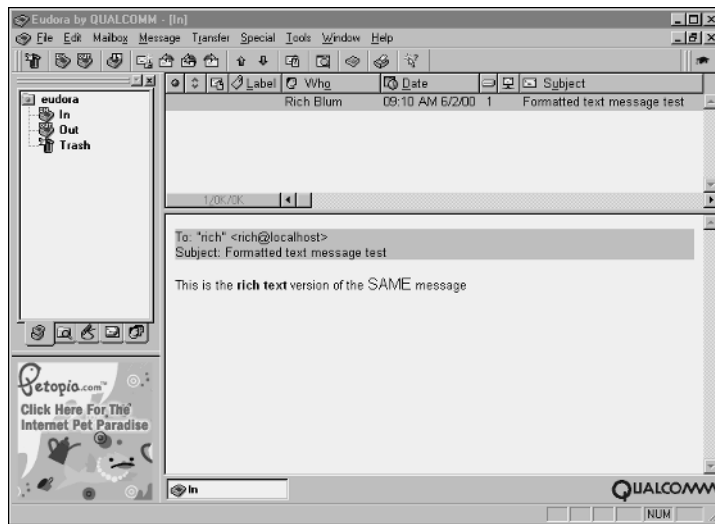 Eudora by QUALCOMM - [In]
File Edit Mailbox Message Transfer Special Tools Window Help
Label Who Date Subject
Rich Blum 09:10 AM 6/2/00 1 Formatted text message test
eudora
In
Out
Trash
1/0K/0K
To: "rich" <rich@localhost>
Subject: Formatted text message test
This is the rich text version of the SAME message
Petopia.com™
Click Here For The
Internet Pet Paradise
In
QUALCOMM
NUM